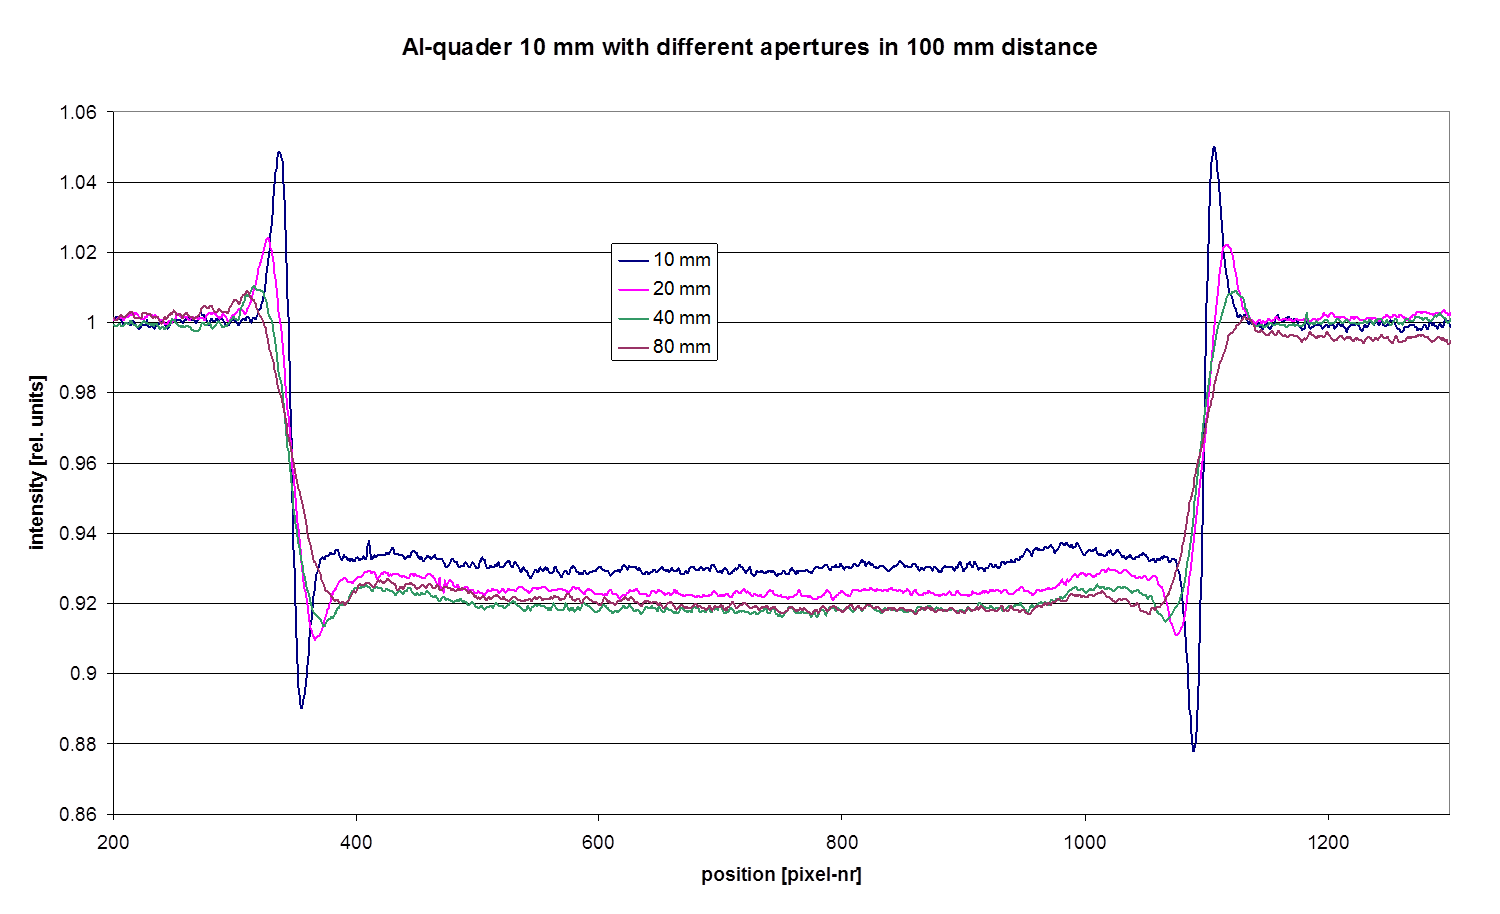 Al-quader 10 mm with different apertures in 100 mm distance
1.06
1.04
1.02
1
0.98
0.96
0.94
0.92
0.9
0.88
0.86
intensity [rel. units]
10 mm
20 mm
40 mm
80 mm
200
400
600
800
1000
1200
position [pixel-nr]